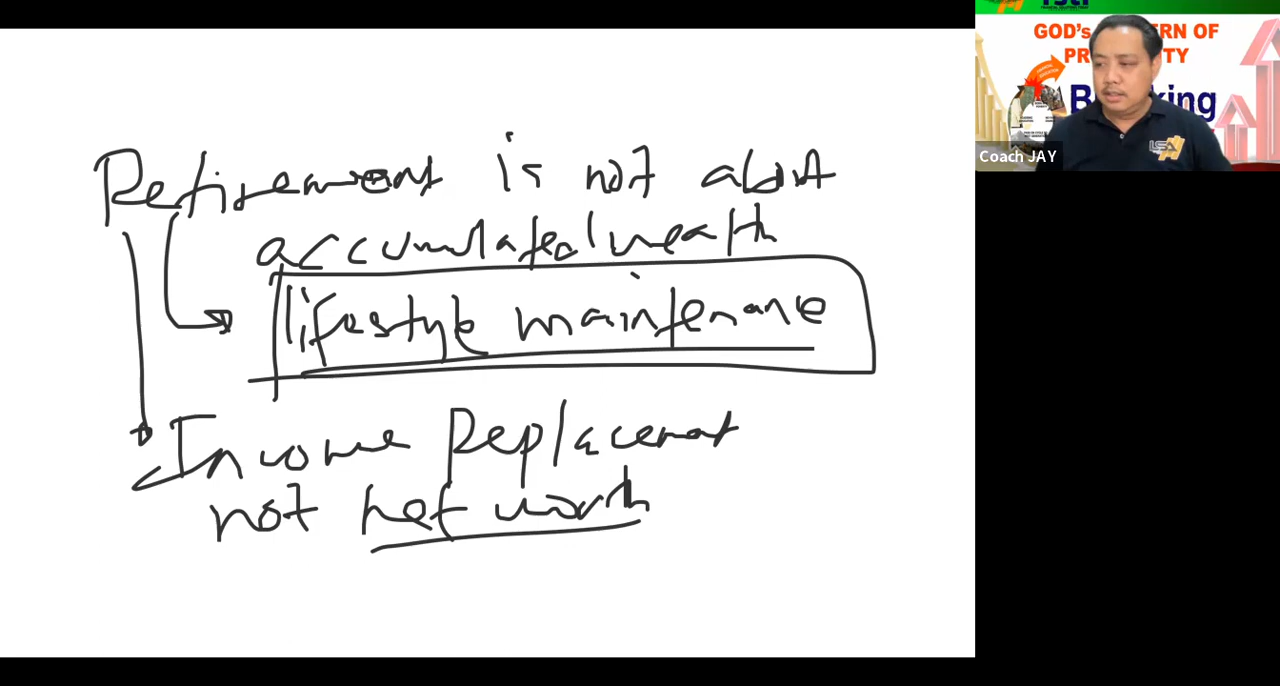 Retirement is not about
accumulated wealth
lifestyle maintenance
Income Replacement
not net worth
GOD's
RN OF
PR
TY
B
king
Coach JAY